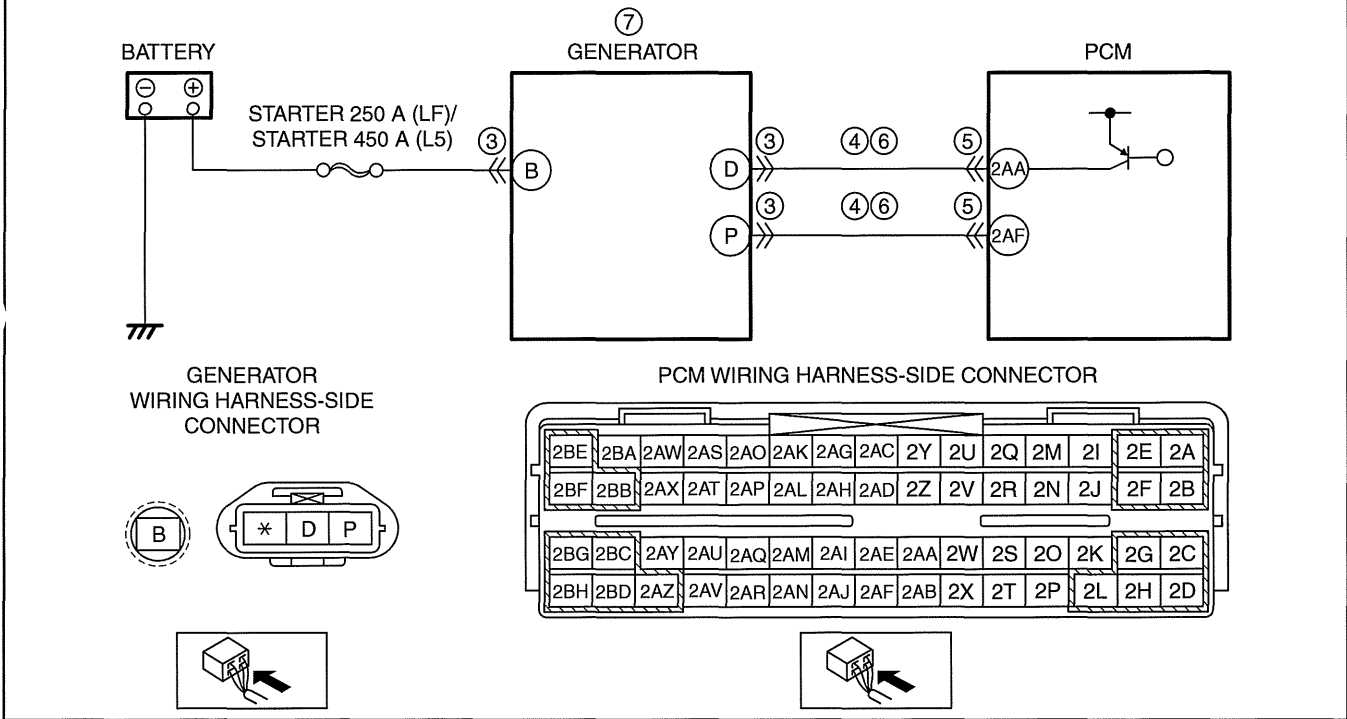 ⑦
BATTERY
GENERATOR
PCM
⊖ ⊕
STARTER 250 A (LF)/
STARTER 450 A (L5)
③
B
D
③
④⑥
⑤
2AA
P
③
④⑥
⑤
2AF
GENERATOR
WIRING HARNESS-SIDE
CONNECTOR
B
* D P
PCM WIRING HARNESS-SIDE CONNECTOR
2BE 2BA 2AW 2AS 2AO 2AK 2AG 2AC 2Y 2U 2Q 2M 2I 2E 2A
2BF 2BB 2AX 2AT 2AP 2AL 2AH 2AD 2Z 2V 2R 2N 2J 2F 2B
2BG 2BC 2AY 2AU 2AQ 2AM 2AI 2AE 2AA 2W 2S 2O 2K 2G 2C
2BH 2BD 2AZ 2AV 2AR 2AN 2AJ 2AF 2AB 2X 2T 2P 2L 2H 2D